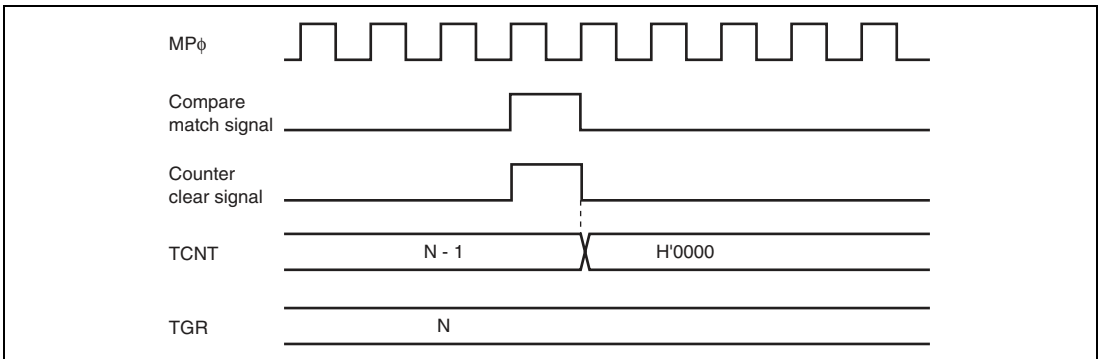 MPϕ
Compare
match signal
Counter
clear signal
TCNT
N - 1
H'0000
TGR
N